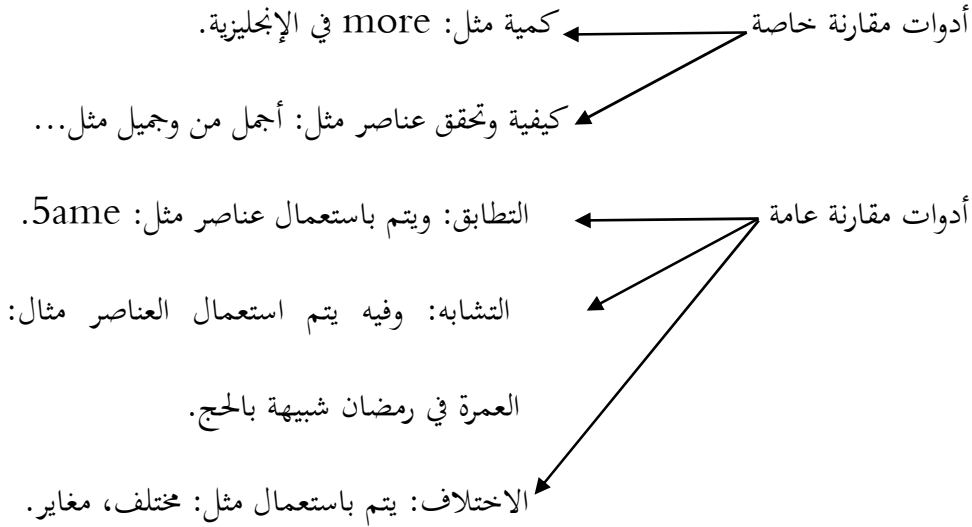 أدوات مقارنة خاصة كمية مثل: more في الإنجليزية.
كيفية وتحقق عناصر مثل: أجمل من وجميل مثل...
أدوات مقارنة عامة التطابق: ويتم باستعمال عناصر مثل: 5ame.
التشابه: وفيه يتم استعمال العناصر مثال:
العمرة في رمضان شبيهة بالحج.
الاختلاف: يتم باستعمال مثل: مختلف، مغاير.